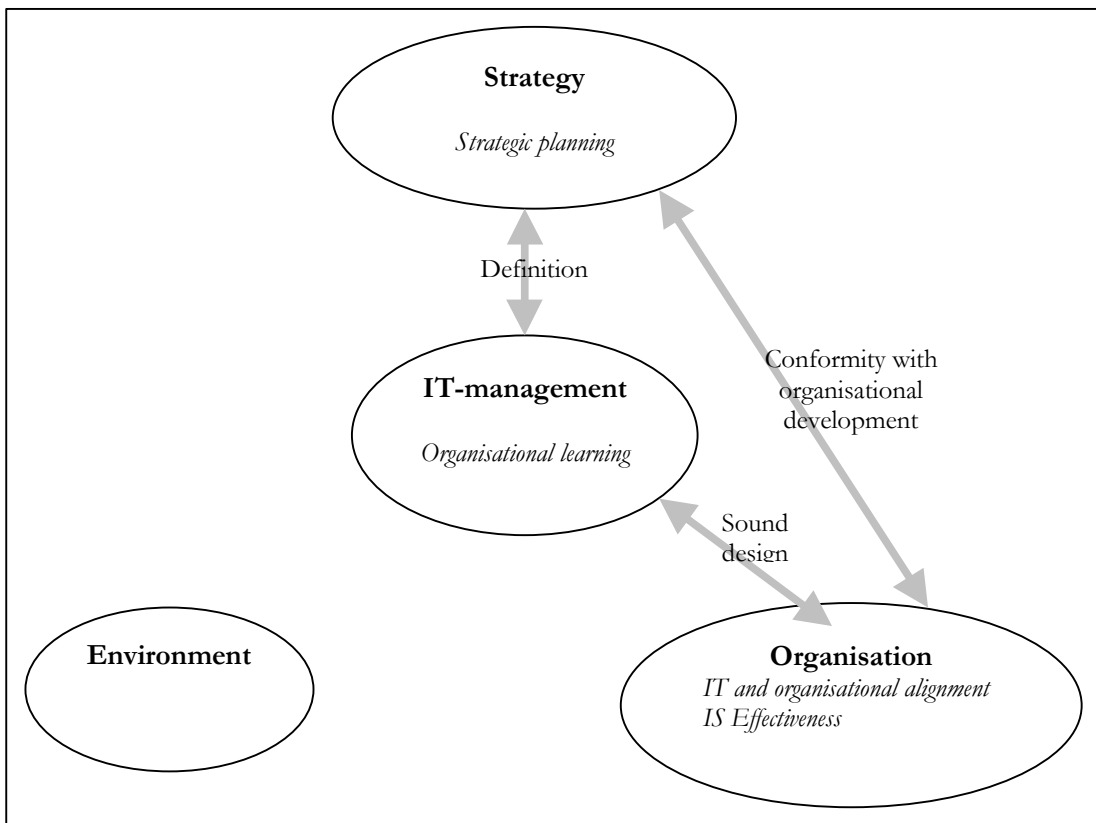 Strategy
Strategic planning
Definition
IT-management
Organisational learning
Conformity with
organisational
development
Sound
design
Environment
Organisation
IT and organisational alignment
IS Effectiveness